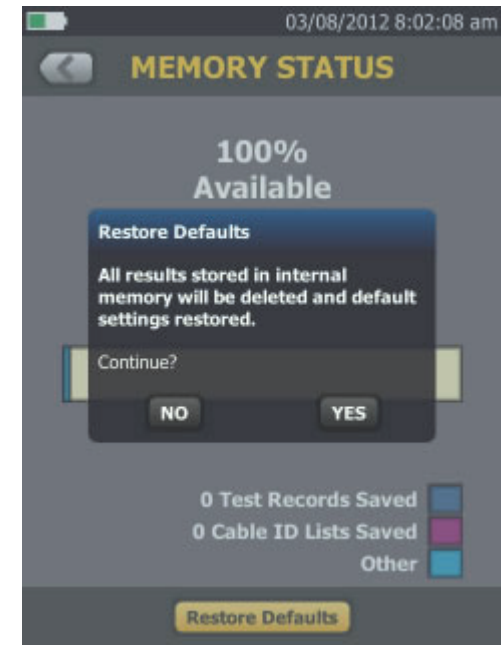 03/08/2012 8:02:08 am
MEMORY STATUS
100%
Available
Restore Defaults
All results stored in internal
memory will be deleted and default
settings restored.
Continue?
NO YES
0 Test Records Saved
0 Cable ID Lists Saved
Other
Restore Defaults